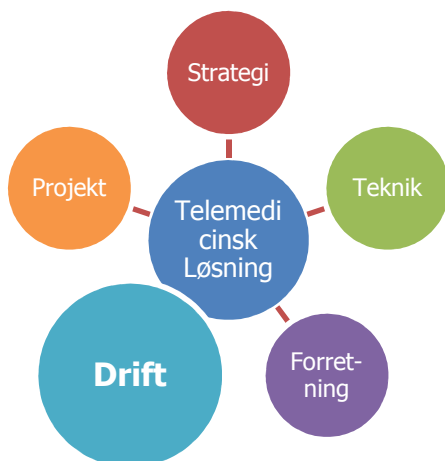 Strategi
Projekt
Teknik
Telemedi
cinsk
Løsning
Drift
Forret-
ning